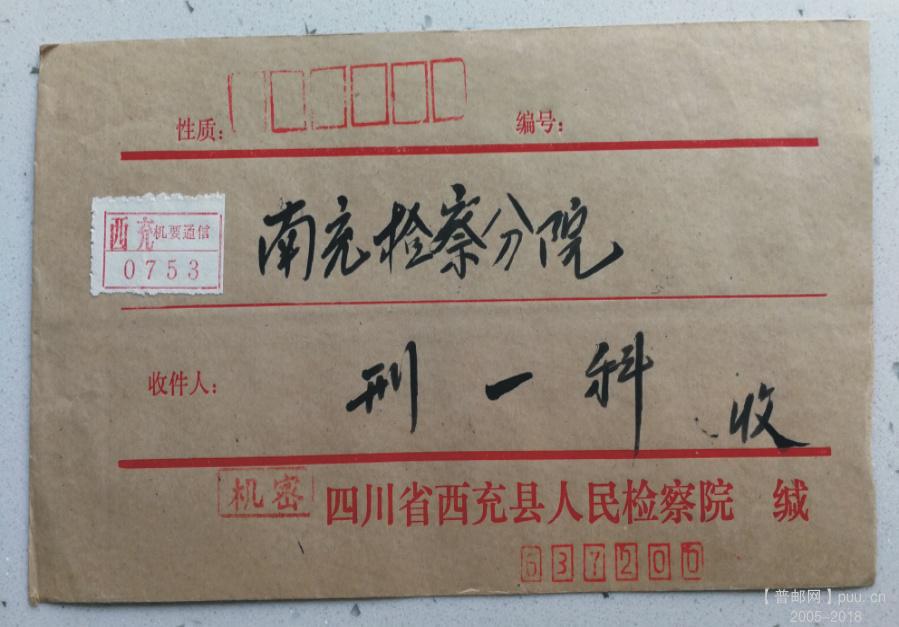 性质： 编号：
西充机要通信
0753
南充检察分院
收件人： 刑一科 收
机密 四川省西充县人民检察院 缄
637200
【普邮网】puu.cn
2005-2018